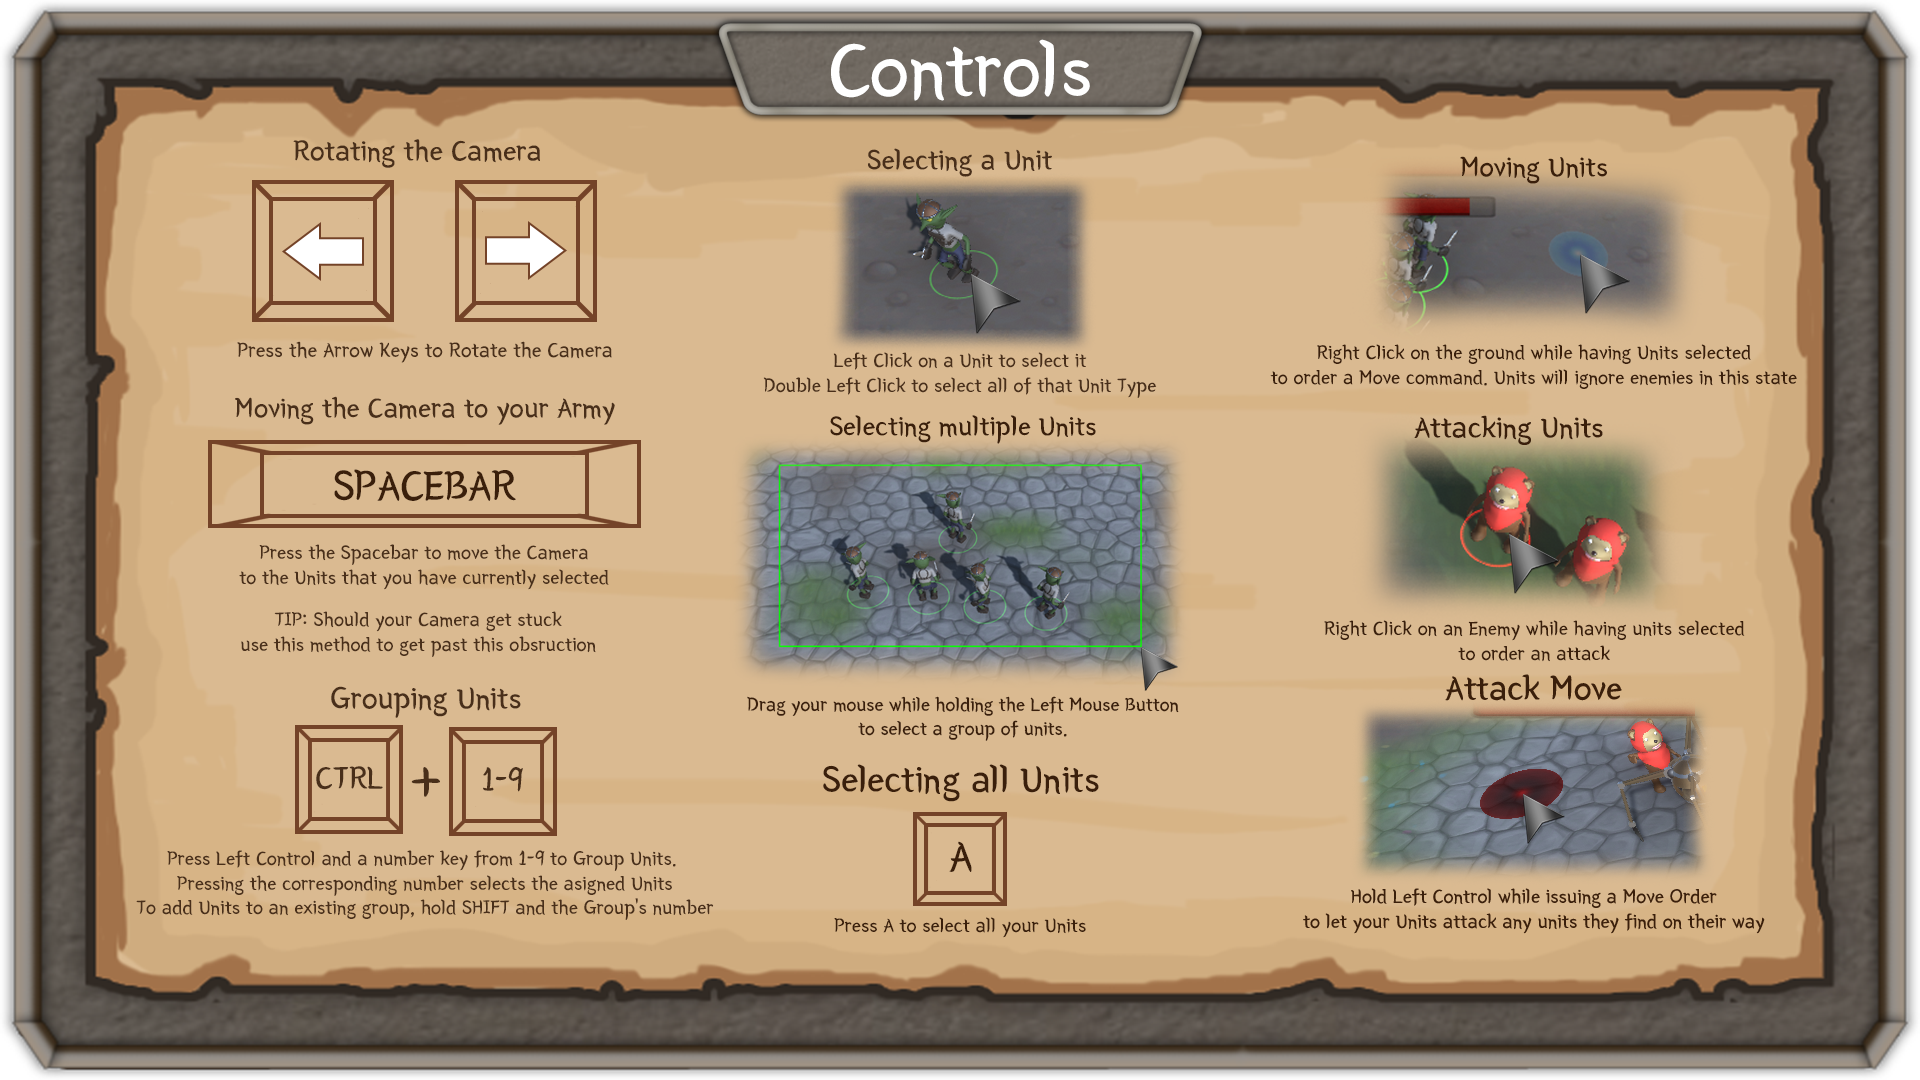 Controls
Rotating the Camera
Press the Arrow Keys to Rotate the Camera
Moving the Camera to your Army
SPACEBAR
Press the Spacebar to move the Camera
to the Units that you have currently selected
TIP: Should your Camera get stuck
use this method to get past this obsruction
Grouping Units
CTRL + 1-9
Press Left Control and a number key from 1-9 to Group Units.
Pressing the corresponding number selects the asigned Units
To add Units to an existing group, hold SHIFT and the Group's number
Selecting a Unit
Left Click on a Unit to select it
Double Left Click to select all of that Unit Type
Selecting multiple Units
Drag your mouse while holding the Left Mouse Button
to select a group of units.
Selecting all Units
A
Press A to select all your Units
Moving Units
Right Click on the ground while having Units selected
to order a Move command. Units will ignore enemies in this state
Attacking Units
Right Click on an Enemy while having units selected
to order an attack
Attack Move
Hold Left Control while issuing a Move Order
to let your Units attack any units they find on their way